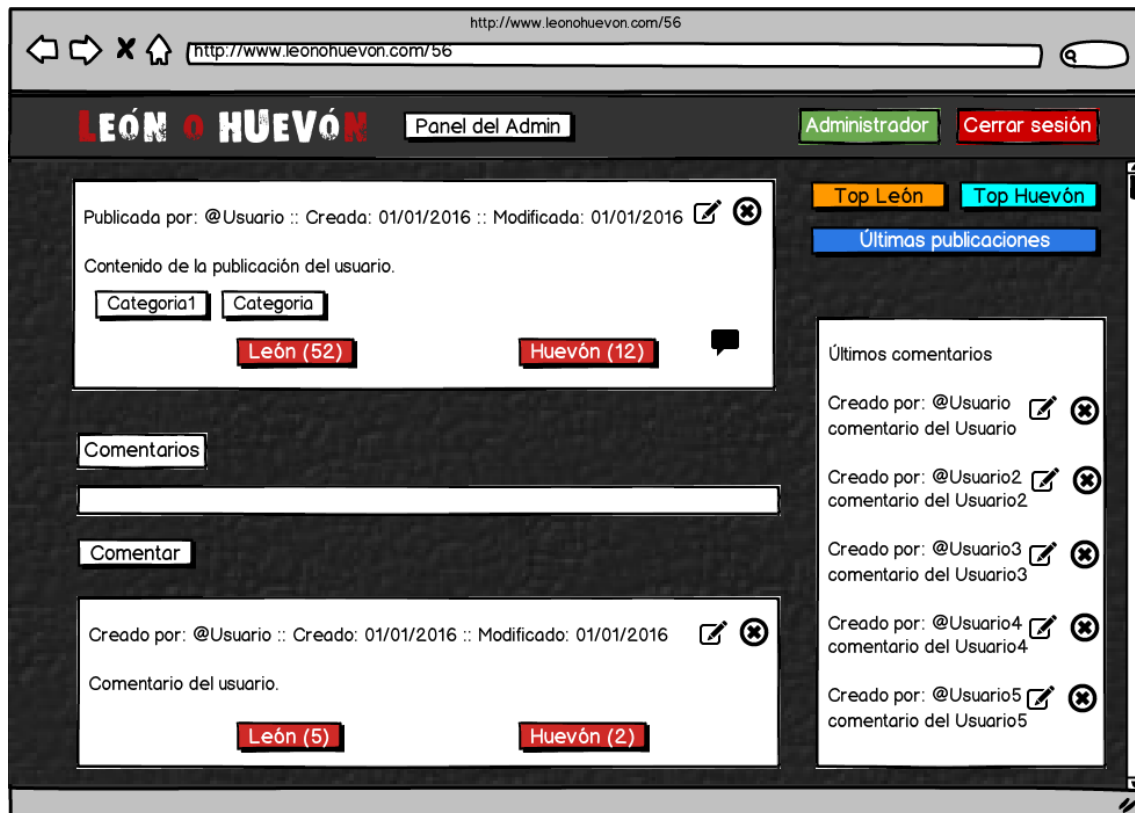 http://www.leonohuevon.com/56
http://www.leonohuevon.com/56
LEÓN O HUEVÓN
Panel del Admin
Administrador
Cerrar sesión
Publicada por: @Usuario :: Creada: 01/01/2016 :: Modificada: 01/01/2016
Contenido de la publicación del usuario.
Categoria1
Categoria
León (52)
Huevón (12)
Comentarios
Comentar
Creado por: @Usuario :: Creado: 01/01/2016 :: Modificado: 01/01/2016
Comentario del usuario.
León (5)
Huevón (2)
Top León
Top Huevón
Últimas publicaciones
Últimos comentarios
Creado por: @Usuario
comentario del Usuario
Creado por: @Usuario2
comentario del Usuario2
Creado por: @Usuario3
comentario del Usuario3
Creado por: @Usuario4
comentario del Usuario4
Creado por: @Usuario5
comentario del Usuario5